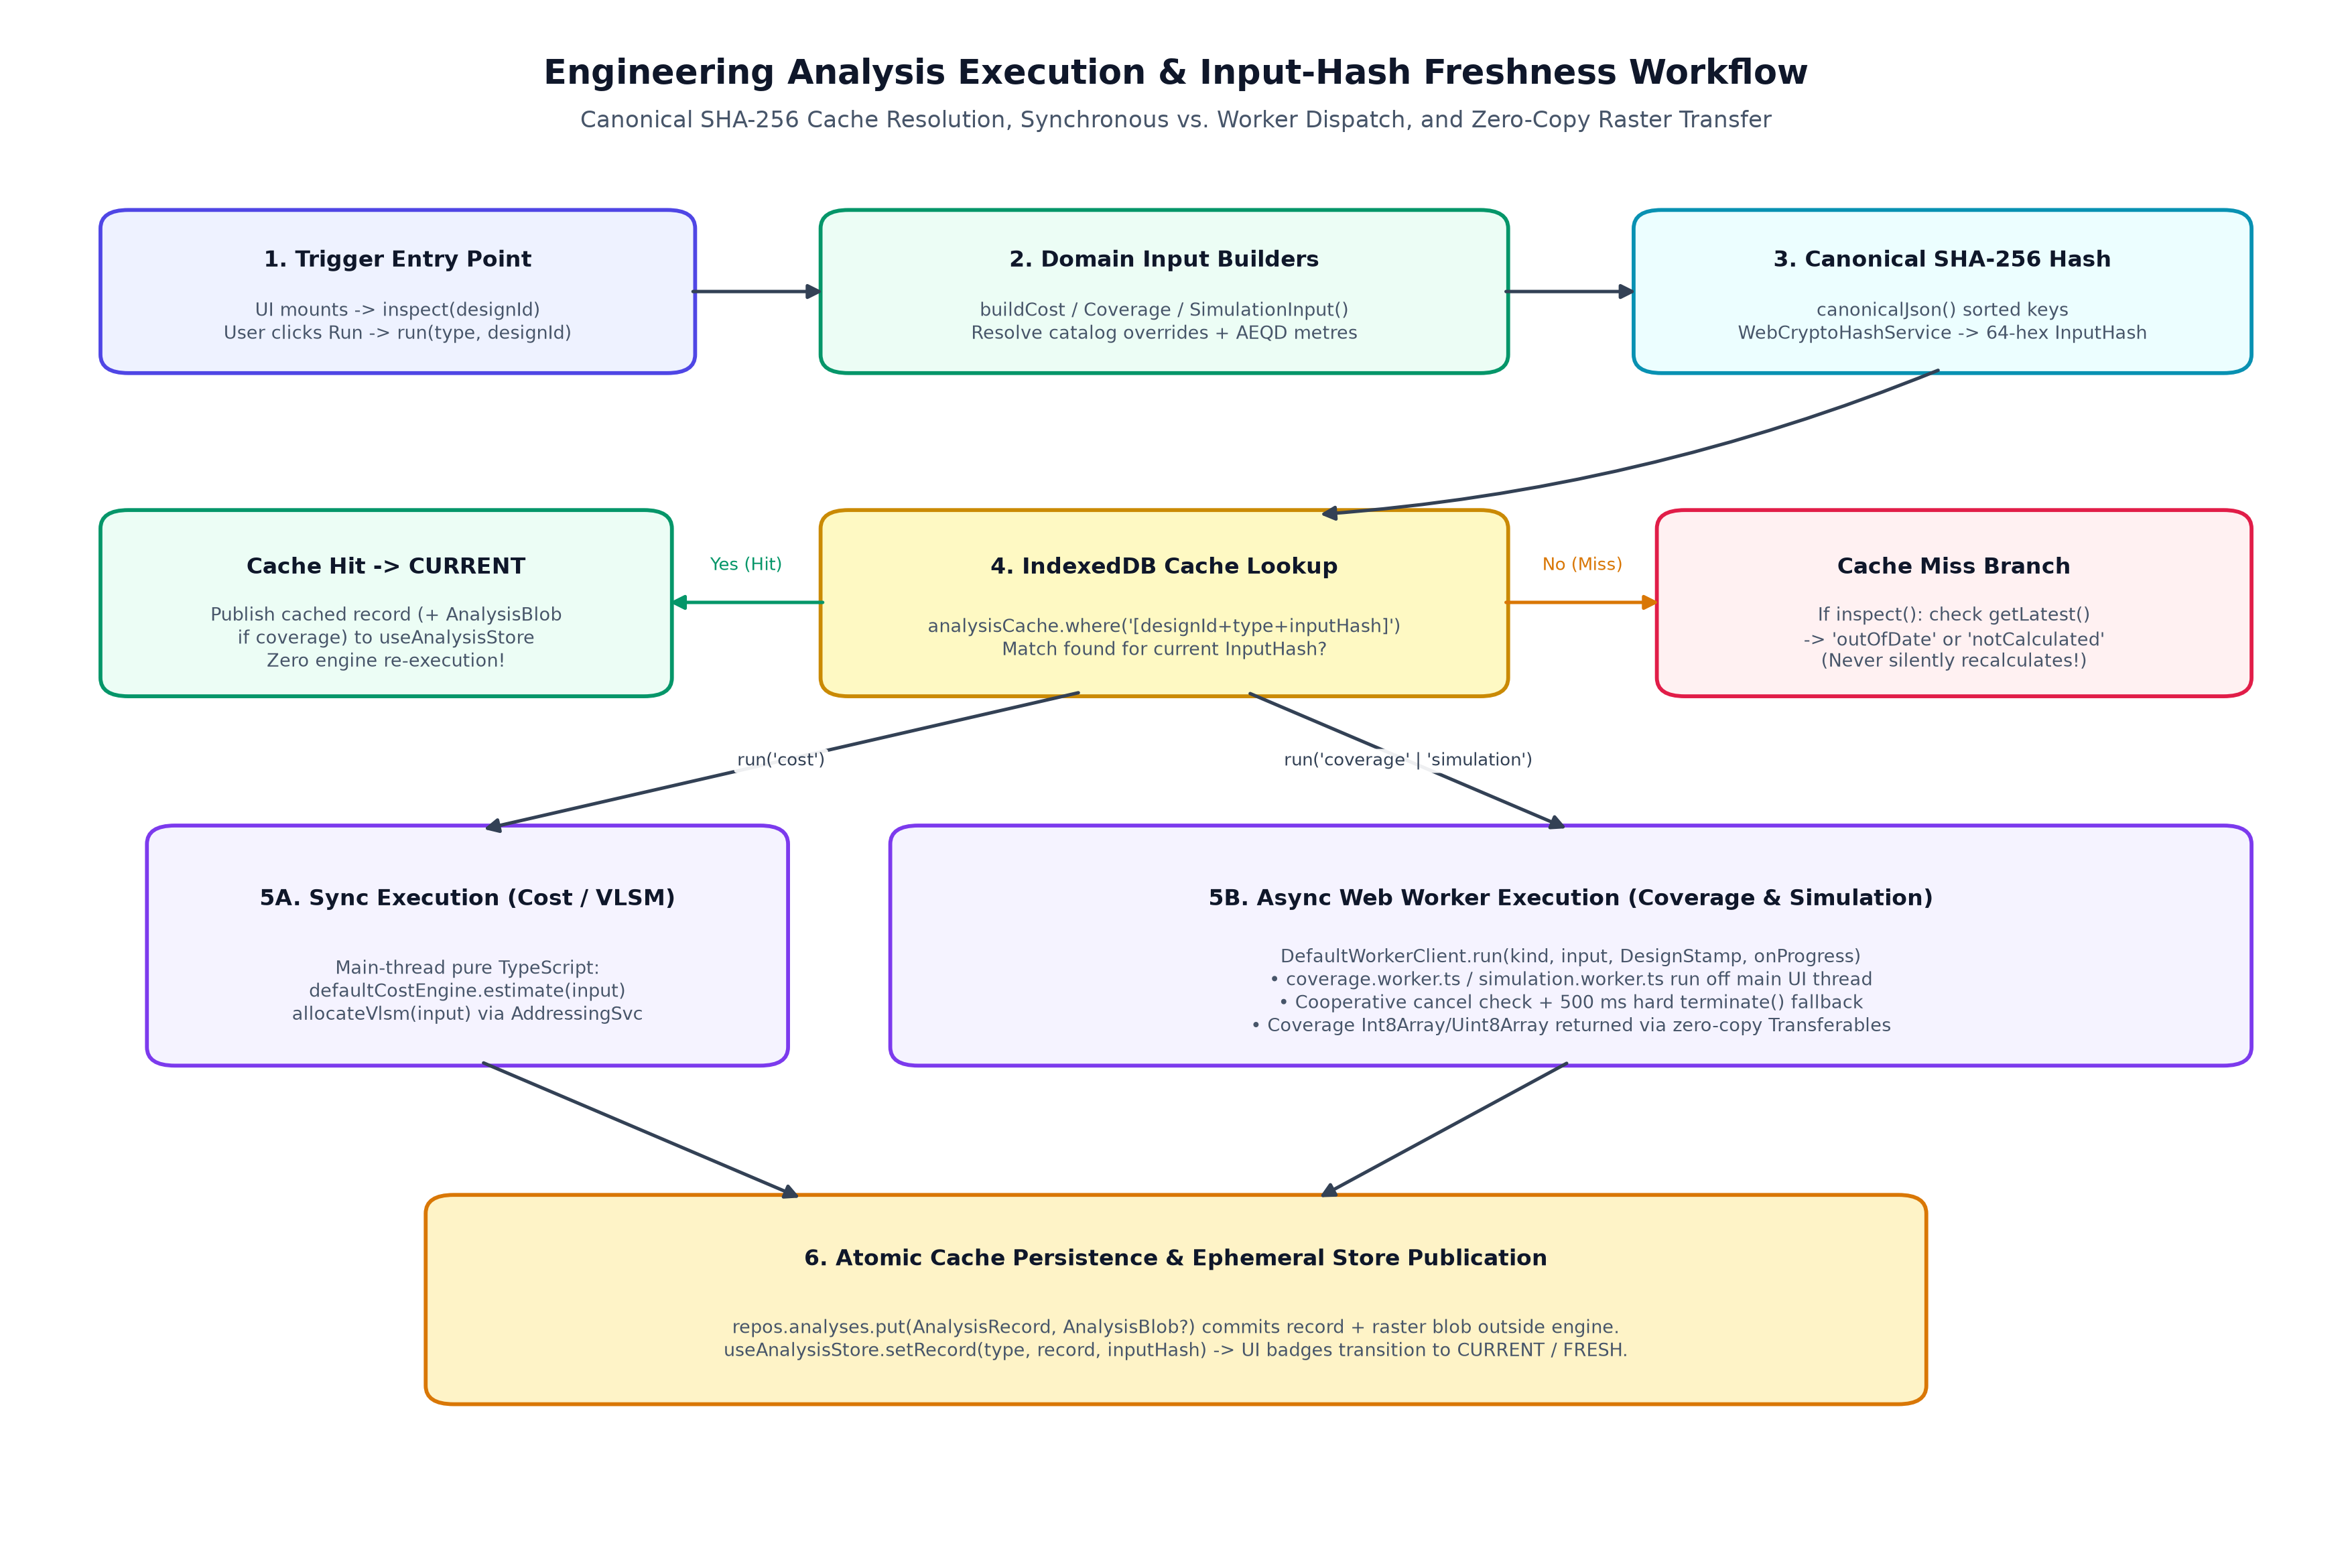 Engineering Analysis Execution & Input-Hash Freshness Workflow
Canonical SHA-256 Cache Resolution, Synchronous vs. Worker Dispatch, and Zero-Copy Raster Transfer
1. Trigger Entry Point
UI mounts -> inspect(designId)
User clicks Run -> run(type, designId)
2. Domain Input Builders
buildCost / Coverage / SimulationInput()
Resolve catalog overrides + AEQD metres
3. Canonical SHA-256 Hash
canonicalJson() sorted keys
WebCryptoHashService -> 64-hex InputHash
Cache Hit -> CURRENT
Publish cached record (+ AnalysisBlob
if coverage) to useAnalysisStore
Zero engine re-execution!
Yes (Hit)
4. IndexedDB Cache Lookup
analysisCache.where('[designId+type+inputHash]')
Match found for current InputHash?
No (Miss)
Cache Miss Branch
If inspect(): check getLatest()
-> 'outOfDate' or 'notCalculated'
(Never silently recalculates!)
run('cost')
run('coverage' | 'simulation')
5A. Sync Execution (Cost / VLSM)
Main-thread pure TypeScript:
defaultCostEngine.estimate(input)
allocateVlsm(input) via AddressingSvc
5B. Async Web Worker Execution (Coverage & Simulation)
DefaultWorkerClient.run(kind, input, DesignStamp, onProgress)
• coverage.worker.ts / simulation.worker.ts run off main UI thread
• Cooperative cancel check + 500 ms hard terminate() fallback
• Coverage Int8Array/Uint8Array returned via zero-copy Transferables
6. Atomic Cache Persistence & Ephemeral Store Publication
repos.analyses.put(AnalysisRecord, AnalysisBlob?) commits record + raster blob outside engine.
useAnalysisStore.setRecord(type, record, inputHash) -> UI badges transition to CURRENT / FRESH.